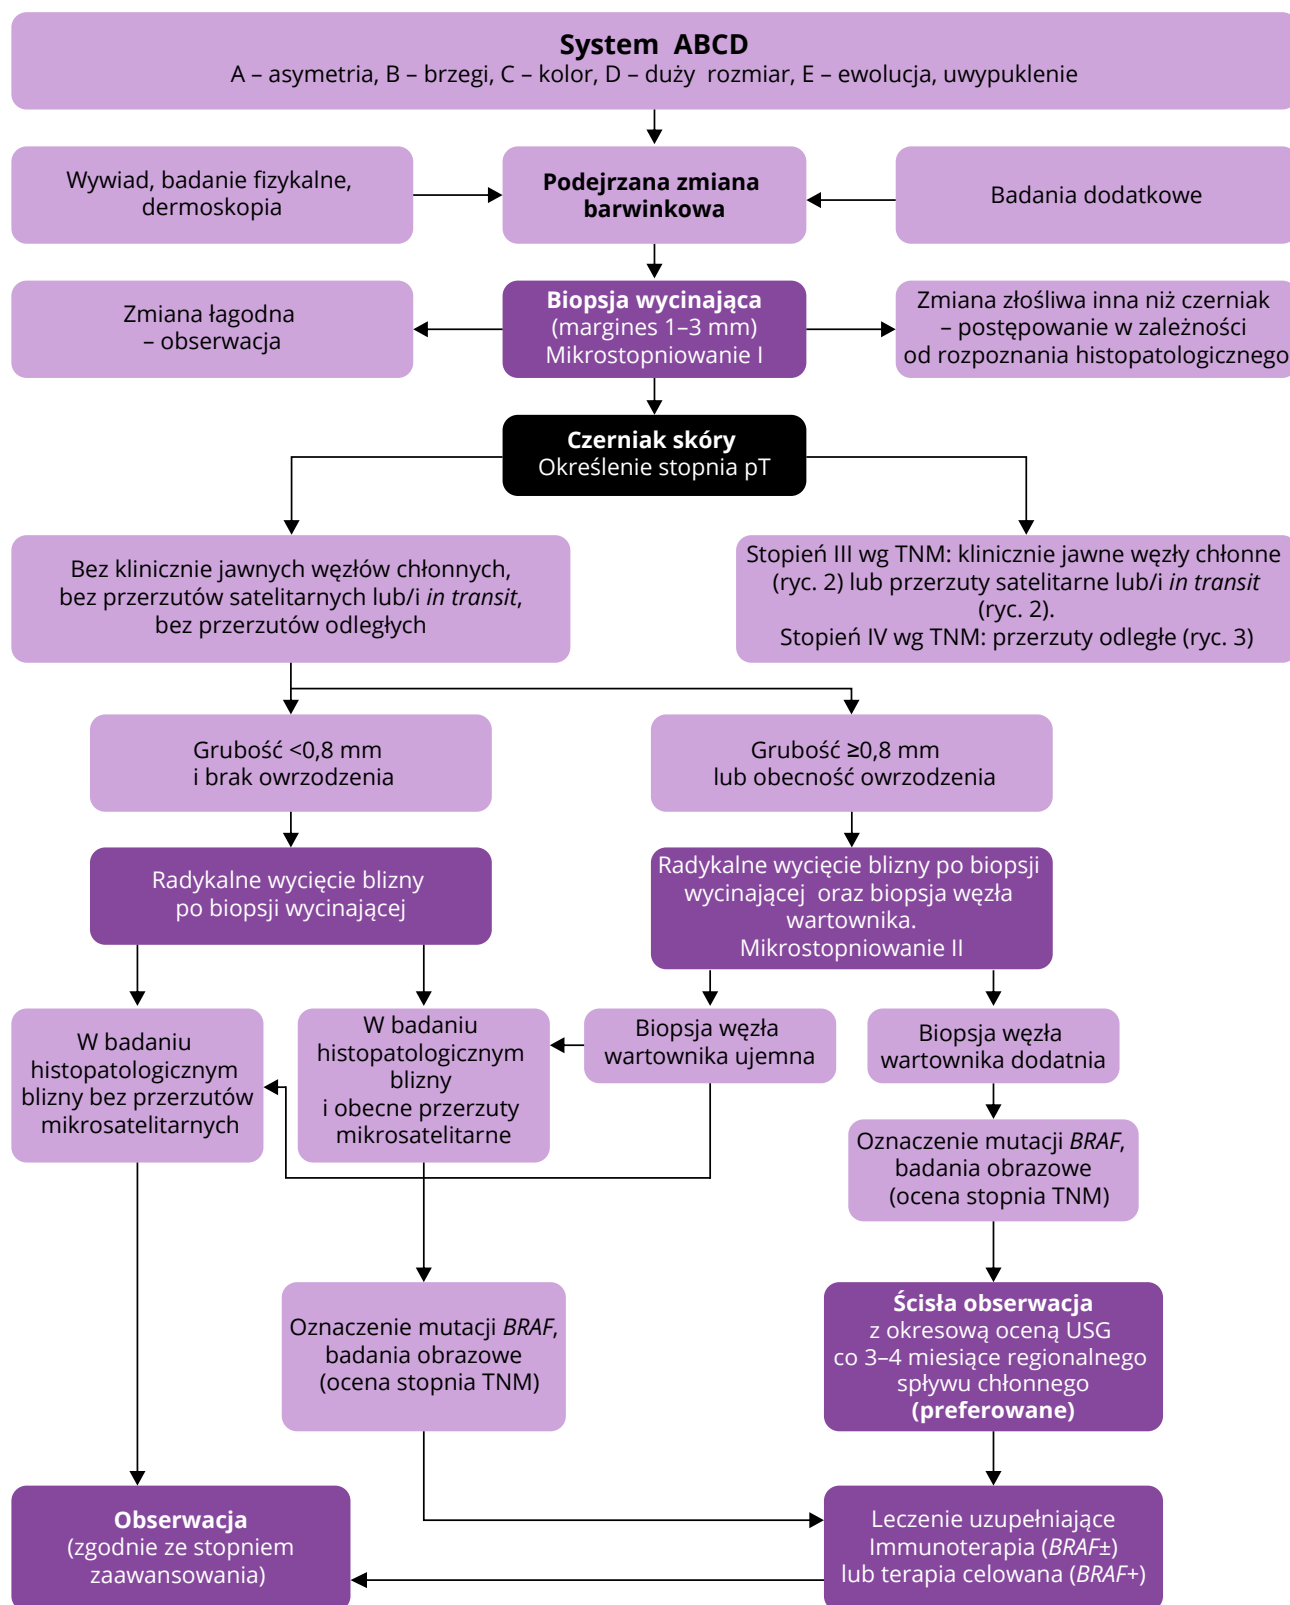 System ABCD
A – asymetria, B – brzegi, C – kolor, D – duży rozmiar, E – ewolucja, uwypuklenie
Wywiad, badanie fizykalne,
dermoskopia
Podejrzana zmiana
barwinkowa
Badania dodatkowe
Zmiana łagodna
– obserwacja
Biopsja wycinająca
(margines 1–3 mm)
Mikrostopniowanie I
Zmiana złośliwa inna niż czerniak
– postępowanie w zależności
od rozpoznania histopatologicznego
Czerniak skóry
Określenie stopnia pT
Bez klinicznie jawnych węzłów chłonnych,
bez przerzutów satelitarnych lub/i in transit,
bez przerzutów odległych
Stopień III wg TNM: klinicznie jawne węzły chłonne
(ryc. 2) lub przerzuty satelitarne lub/i in transit
(ryc. 2).
Stopień IV wg TNM: przerzuty odległe (ryc. 3)
Grubość <0,8 mm
i brak owrzodzenia
Grubość ≥0,8 mm
lub obecność owrzodzenia
Radykalne wycięcie blizny
po biopsji wycinającej
Radykalne wycięcie blizny po biopsji
wycinającej oraz biopsja węzła
wartownika.
Mikrostopniowanie II
W badaniu
histopatologicznym
blizny bez przerzutów
mikrosatelitarnych
W badaniu
histopatologicznym
blizny
i obecne przerzuty
mikrosatelitarne
Biopsja węzła
wartownika ujemna
Biopsja węzła
wartownika dodatnia
Oznaczenie mutacji BRAF,
badania obrazowe
(ocena stopnia TNM)
Oznaczenie mutacji BRAF,
badania obrazowe
(ocena stopnia TNM)
Ścisła obserwacja
z okresową oceną USG
co 3–4 miesiące regionalnego
spływu chłonnego
(preferowane)
Obserwacja
(zgodnie ze stopniem
zaawansowania)
Leczenie uzupełniające
Immunoterapia (BRAF±)
lub terapia celowana (BRAF+)